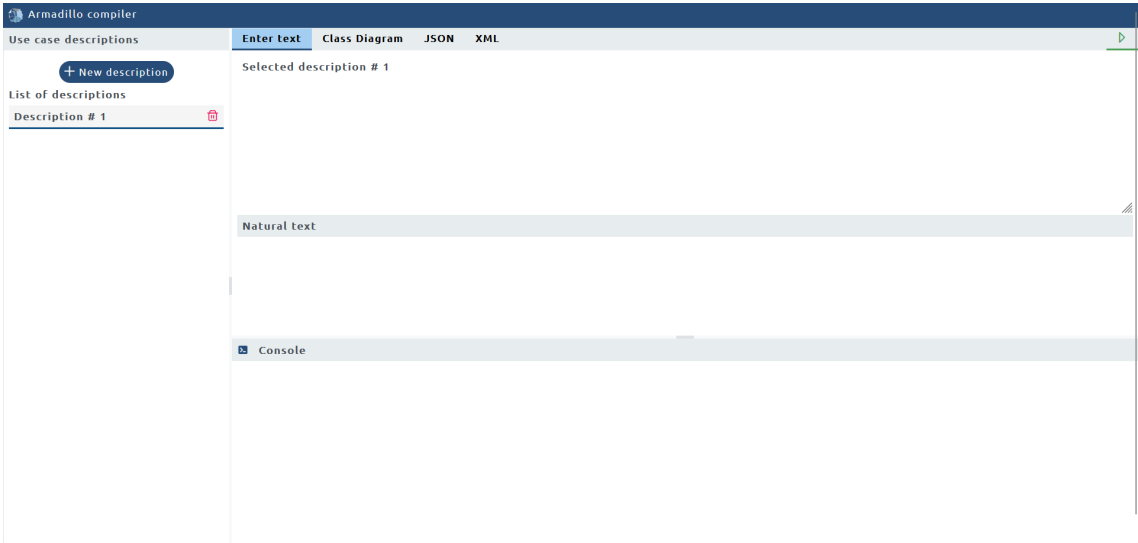 Armadillo compiler
Use case descriptions
Enter text Class Diagram JSON XML
+ New description
Selected description # 1
List of descriptions
Description # 1
Natural text
Console